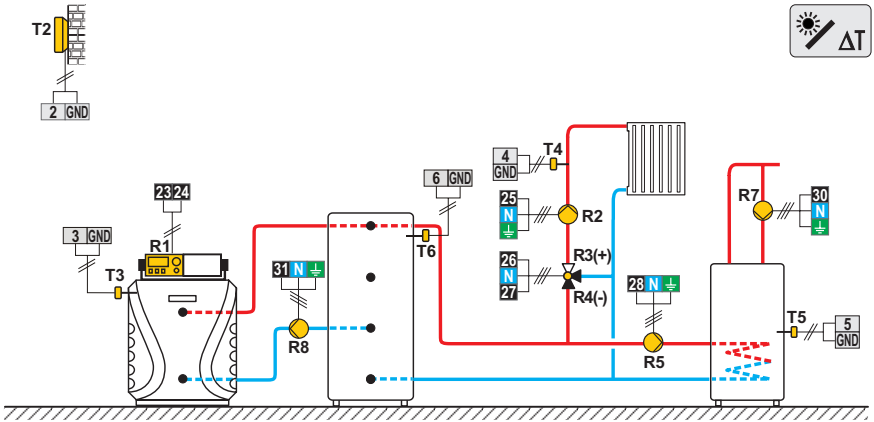 T2
ΔT
2 GND
4
GND
T4
6 GND
23 24
25
N
R2
R7
30
N
3 GND
R1
T6
26
N
27
R3(+)
R4(-)
T3
31 N
28 N
R8
R5
T5
5
GND